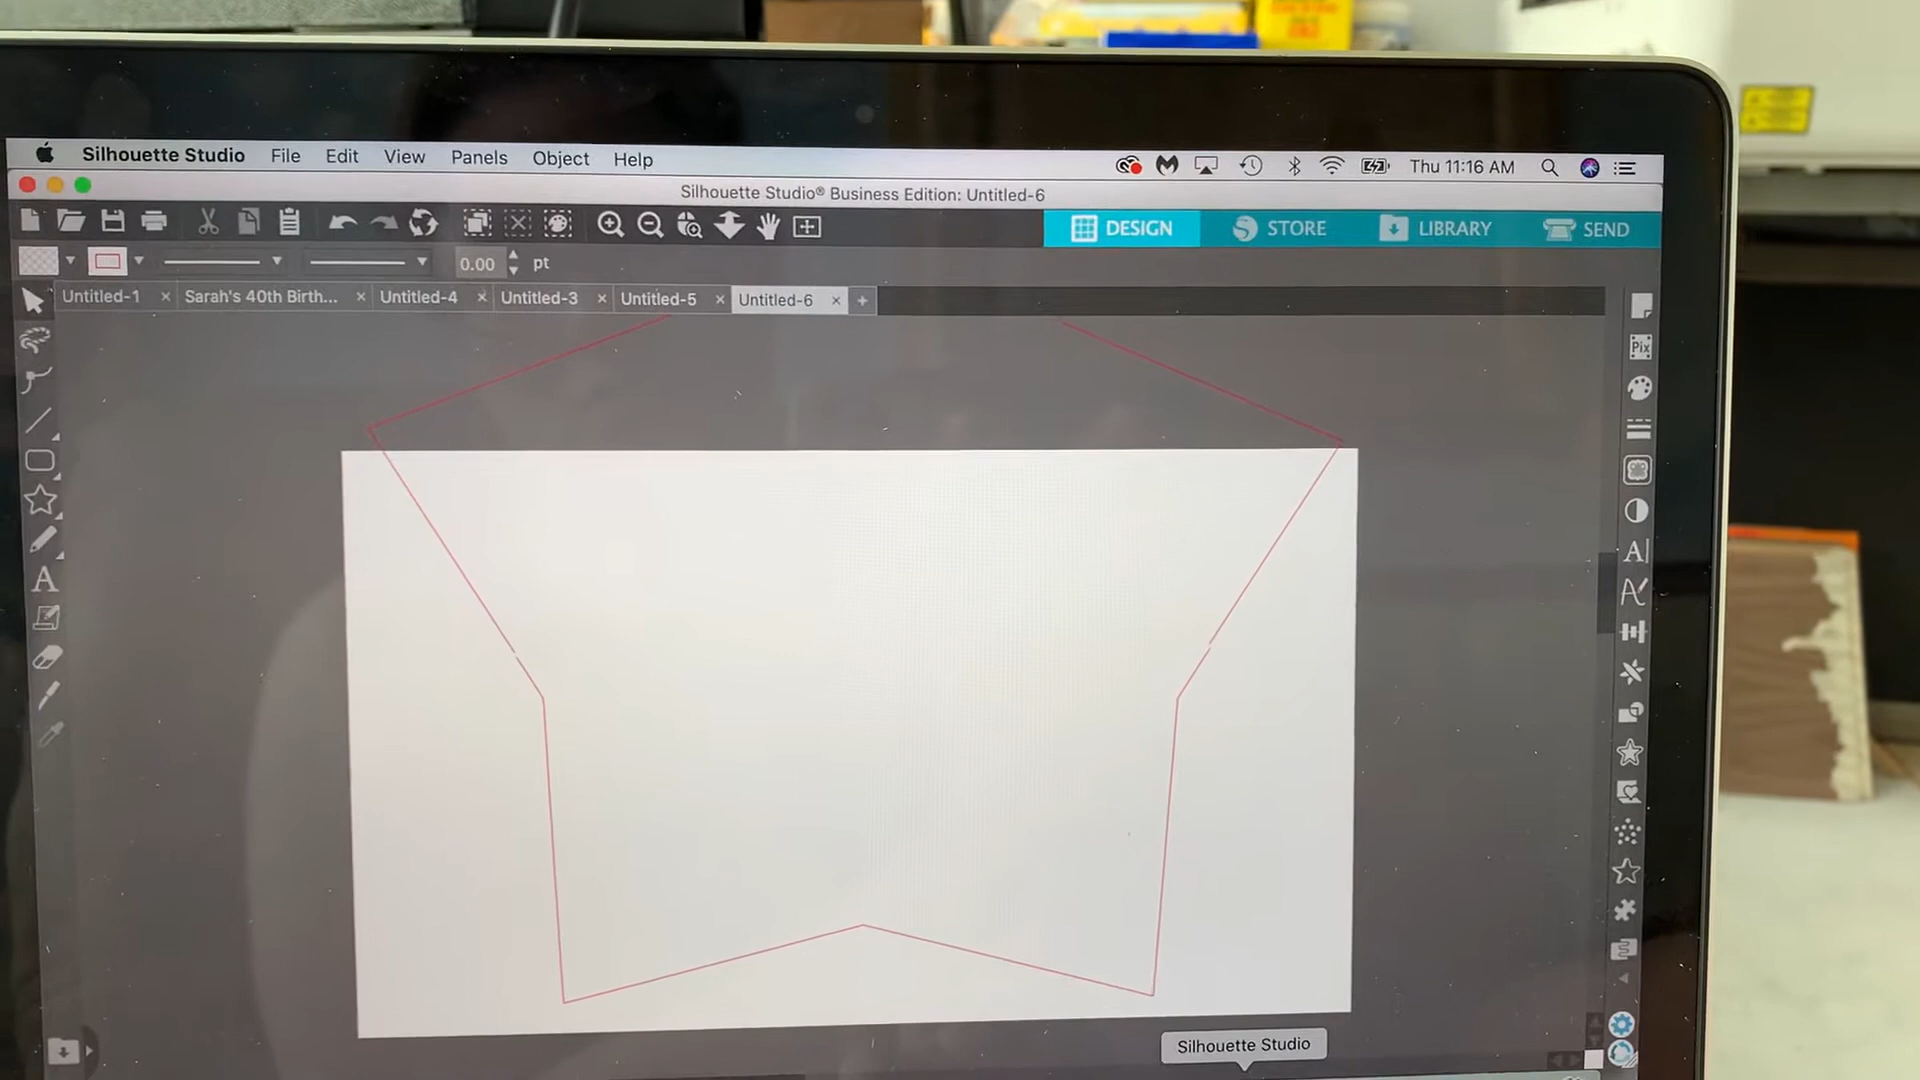 Silhouette Studio File Edit View Panels Object Help Thu 11:16 AM
Silhouette Studio® Business Edition: Untitled-6
DESIGN STORE LIBRARY SEND
0.00 pt
Untitled-1 Sarah's 40th Birth... Untitled-4 Untitled-3 Untitled-5 Untitled-6
Pix
A
A
Silhouette Studio